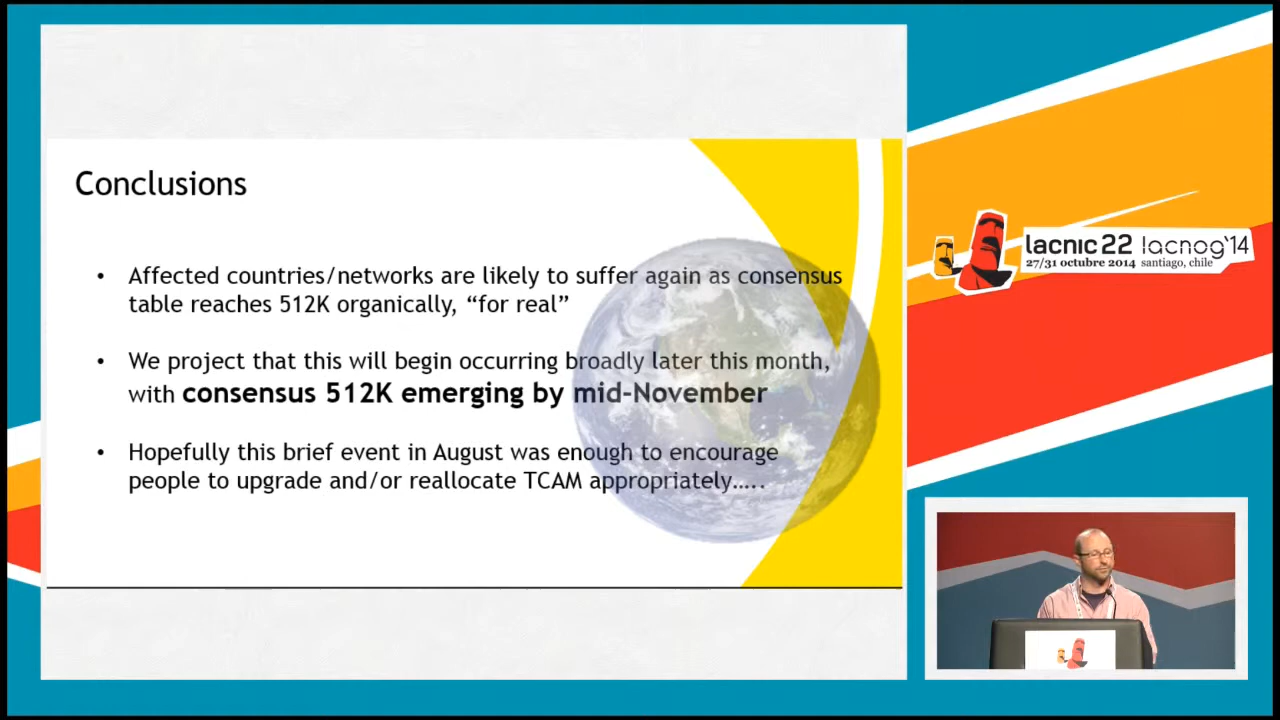 Conclusions
• Affected countries/networks are likely to suffer again as consensus
table reaches 512K organically, “for real”
• We project that this will begin occurring broadly later this month,
with consensus 512K emerging by mid-November
• Hopefully this brief event in August was enough to encourage
people to upgrade and/or reallocate TCAM appropriately…..
lacnic 22 lacnog'14
27/31 octubre 2014 santiago, chile